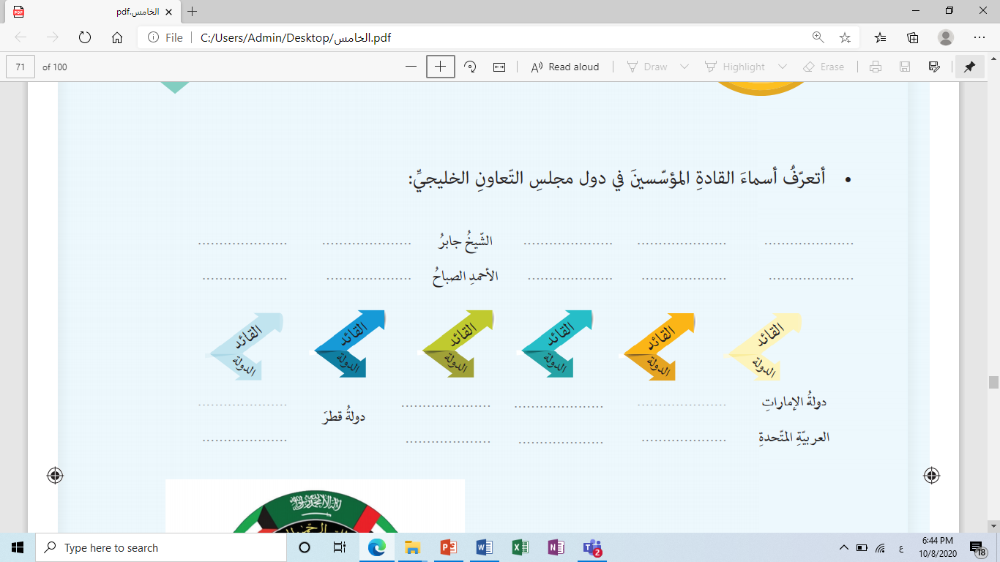 الخامس.pdf
File C:/Users/Admin/Desktop/الخامس.pdf
71 of 100 Read aloud Draw Highlight Erase
• أتعرّفُ أسماءَ القادةِ المؤسّسينَ في دول مجلسِ التّعاونِ الخليجيِّ:
..................... ..................... ..................... الشّيخُ جابرُ ..................... .....................
.................... .................... .................... الأحمدِ الصباحُ .................... ....................
القائد القائد القائد القائد القائد القائد
الدولة الدولة الدولة الدولة الدولة الدولة
دولةُ الإماراتِ ..................... ..................... ..................... دولةُ قطرَ .....................
العربيّةِ المتّحدةِ .................... .................... .................... ....................
Type here to search
2
ع
6:44 PM
10/8/2020
18